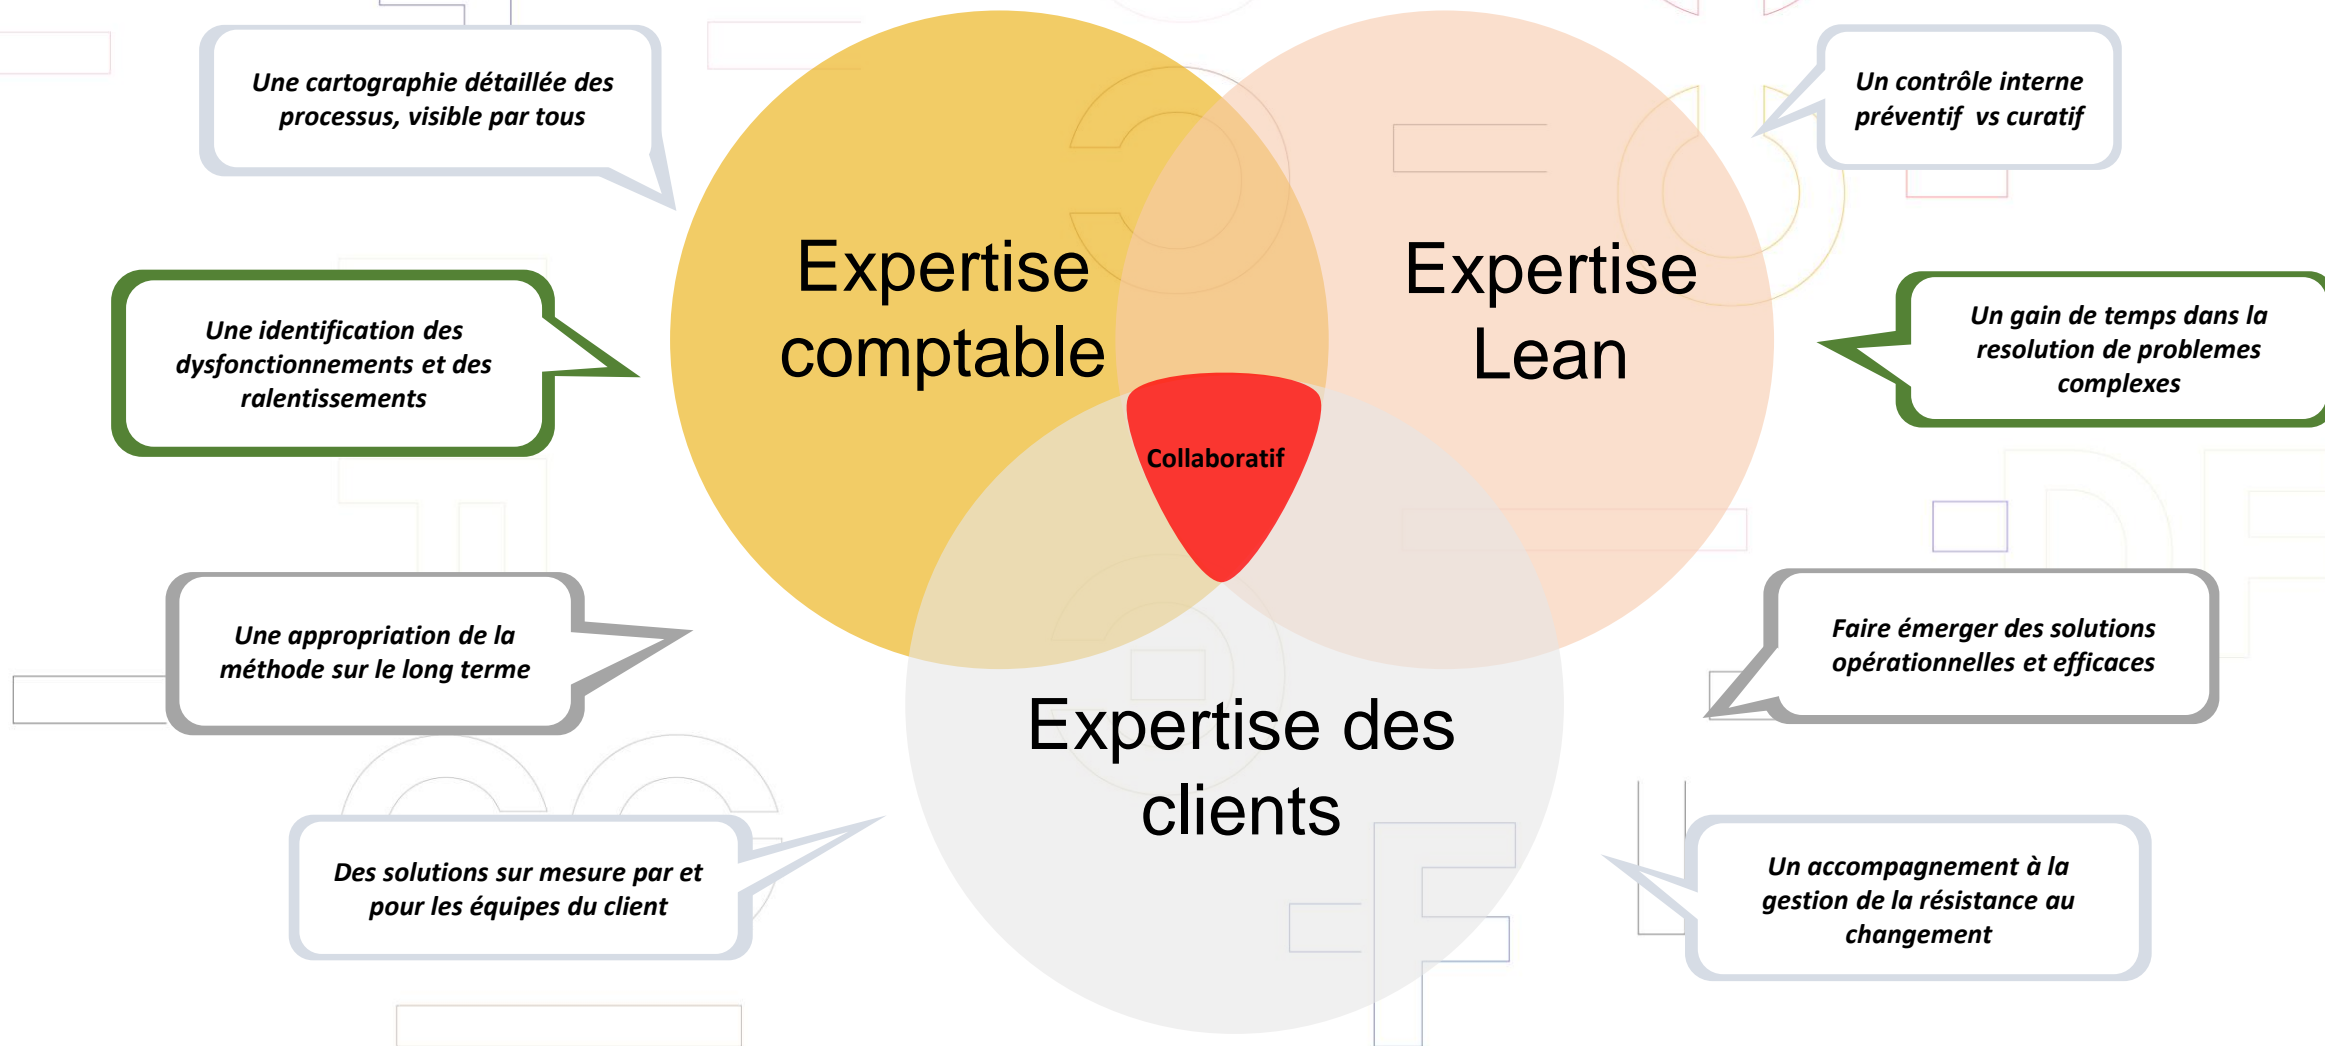 Une cartographie détaillée des
processus, visible par tous
Un contrôle interne
préventif vs curatif
Expertise
comptable
Expertise
Lean
Une identification des
dysfonctionnements et des
ralentissements
Un gain de temps dans la
resolution de problemes
complexes
Collaboratif
Une appropriation de la
méthode sur le long terme
Faire émerger des solutions
opérationnelles et efficaces
Expertise des
clients
Des solutions sur mesure par et
pour les équipes du client
Un accompagnement à la
gestion de la résistance au
changement